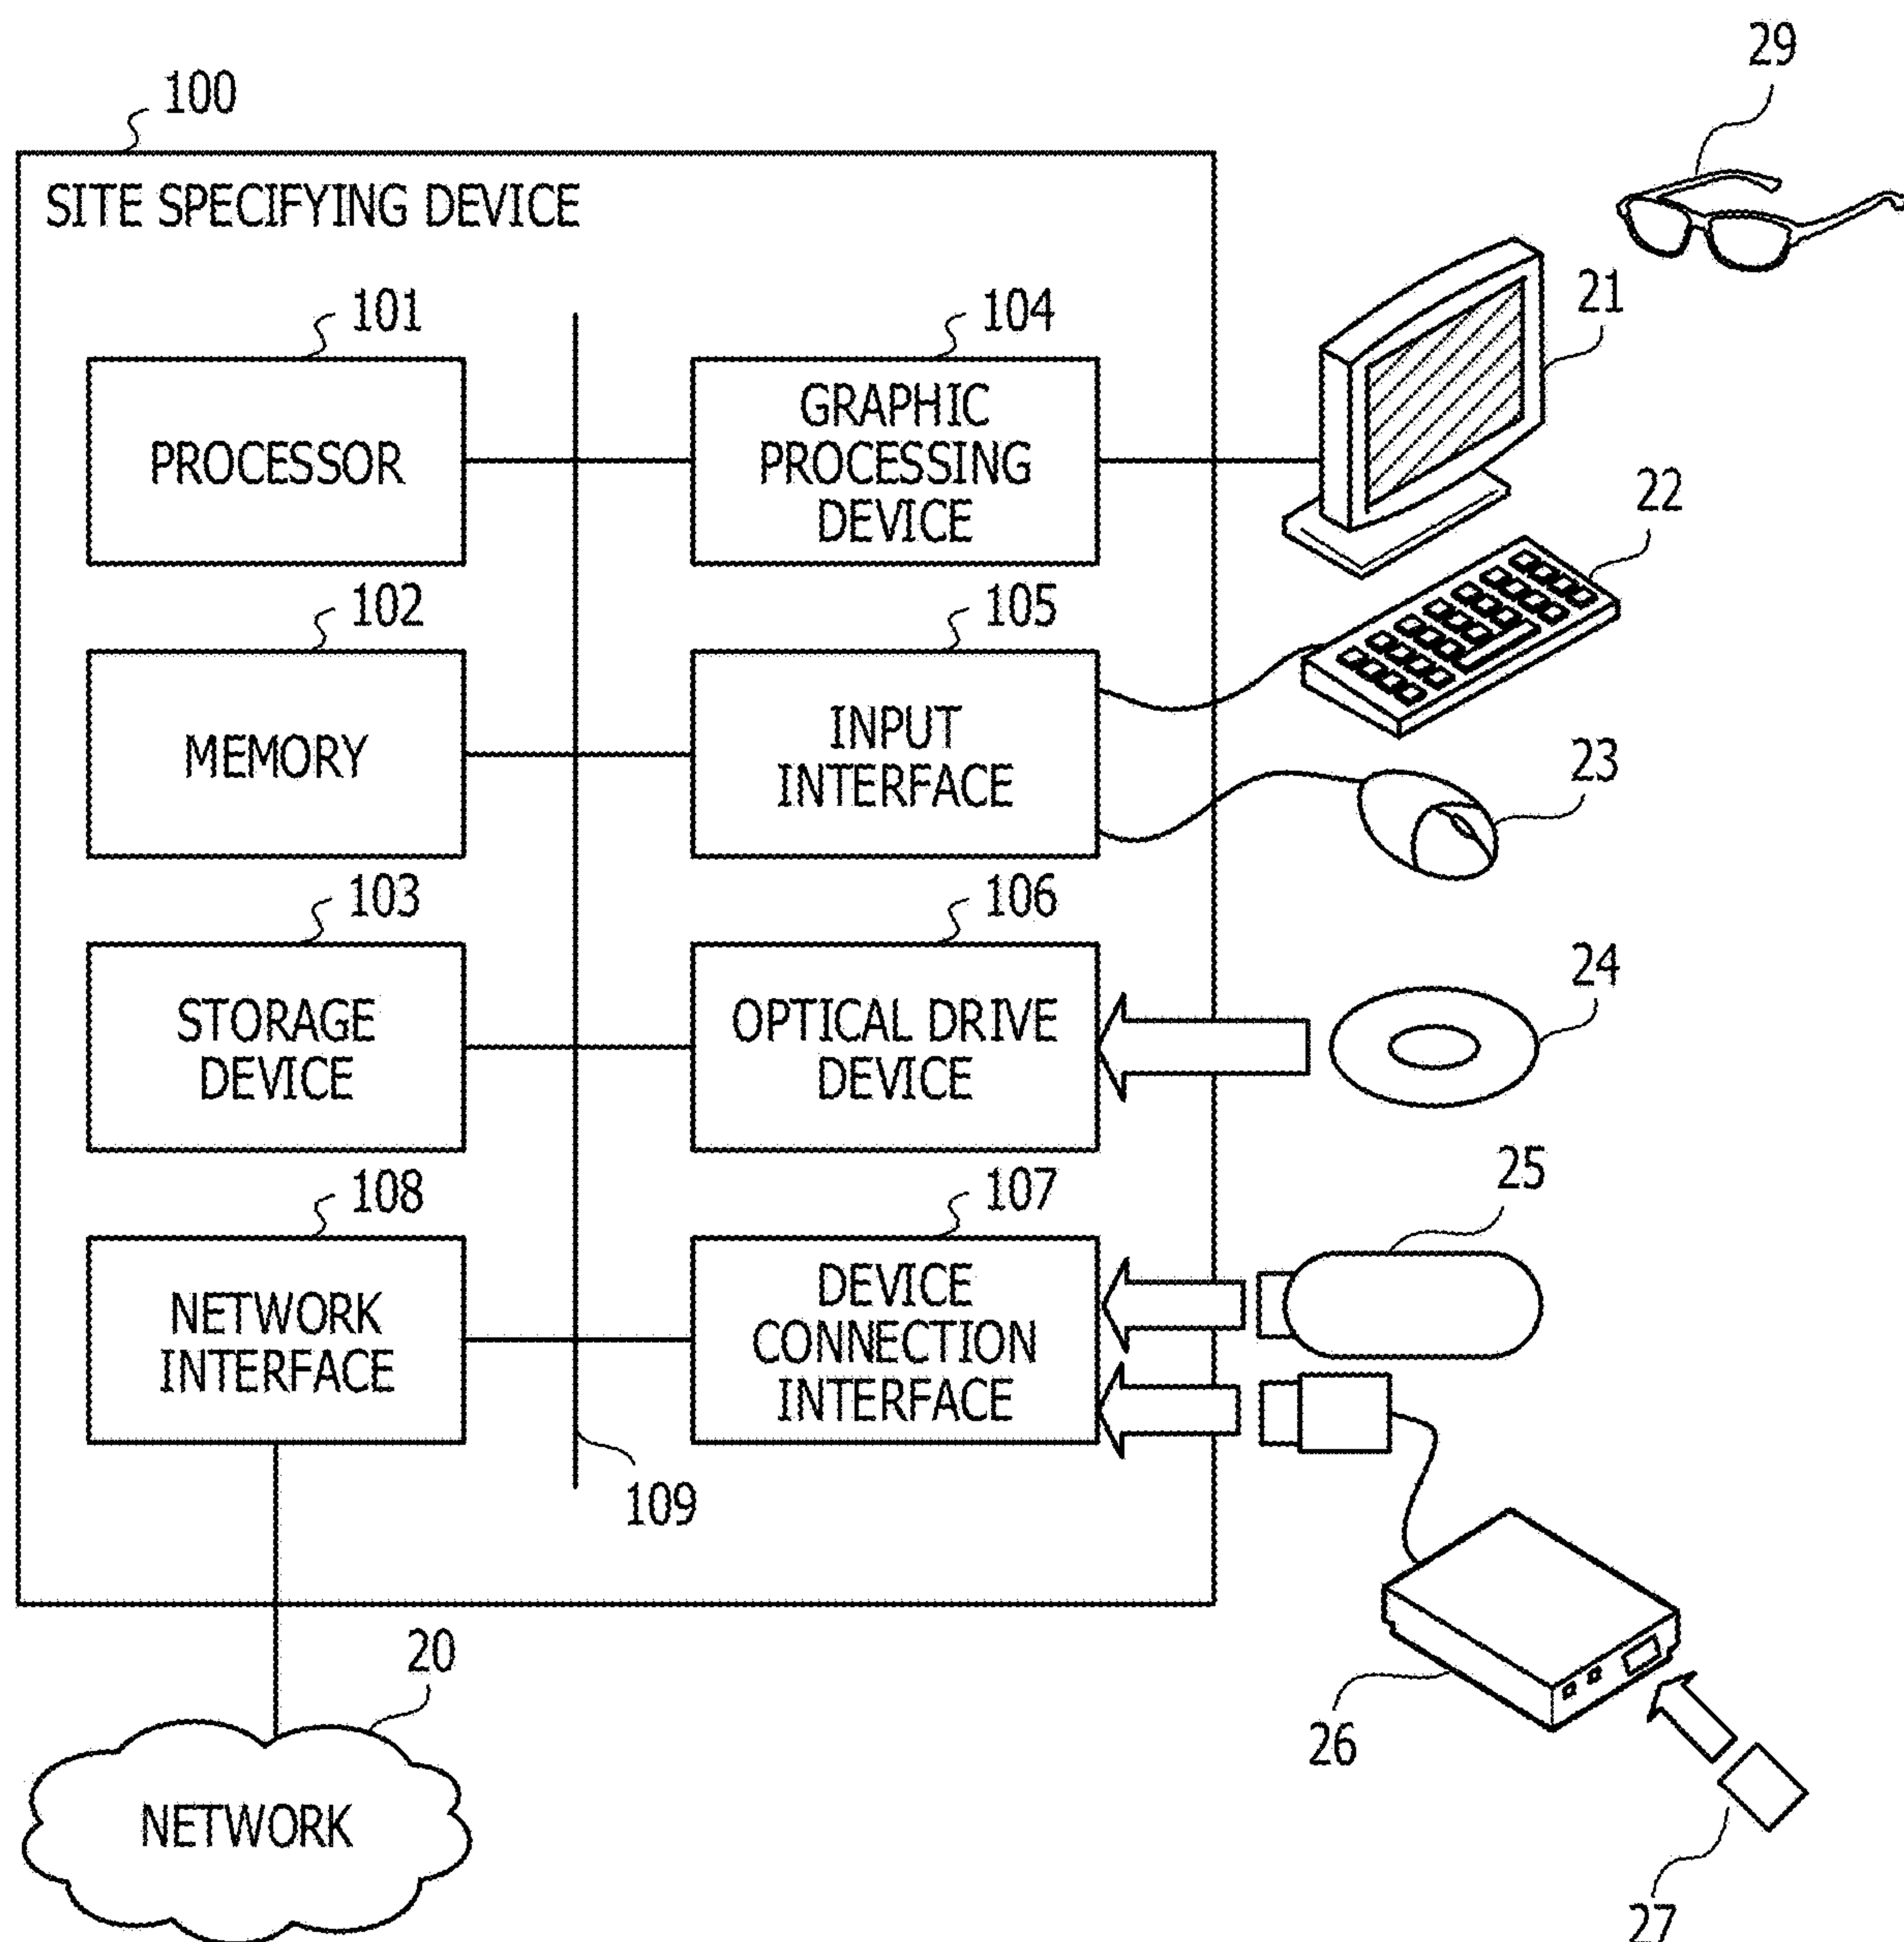 29
100
SITE SPECIFYING DEVICE
21
101
104
PROCESSOR
GRAPHIC
PROCESSING
DEVICE
22
102
105
MEMORY
INPUT
INTERFACE
23
103
106
24
STORAGE
DEVICE
OPTICAL DRIVE
DEVICE
108
107
25
NETWORK
INTERFACE
DEVICE
CONNECTION
INTERFACE
109
20
26
NETWORK
27